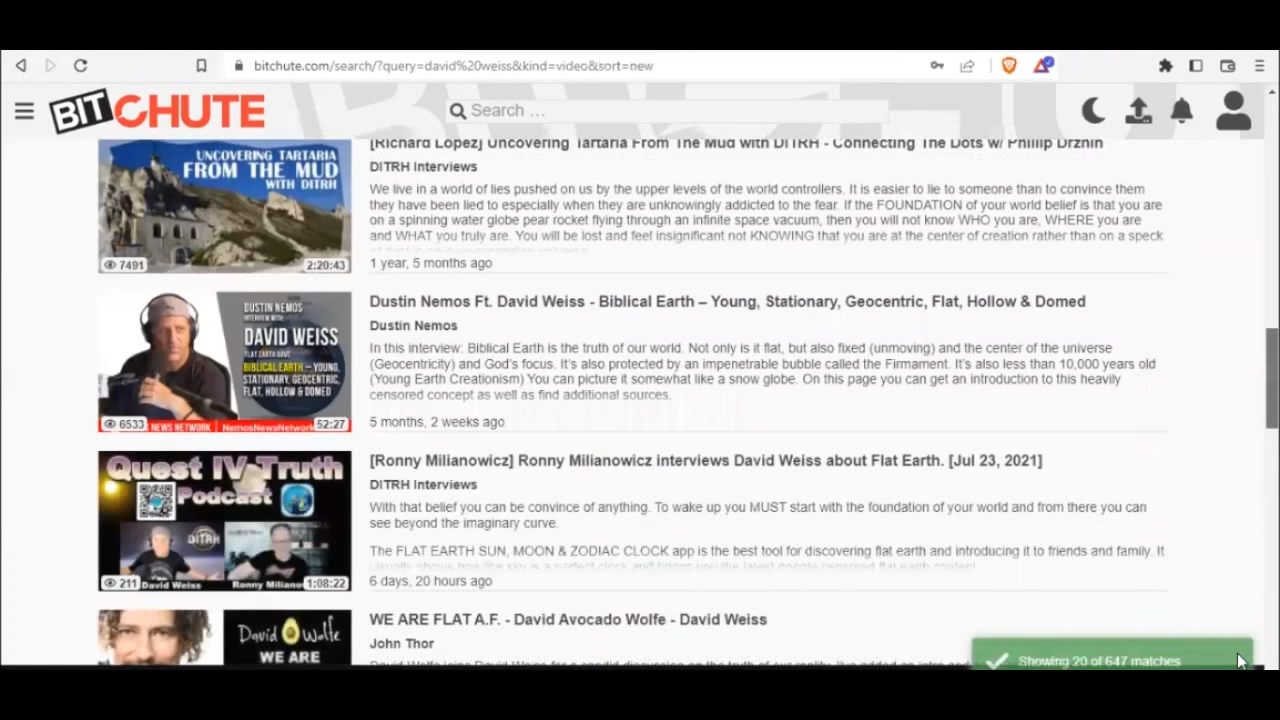 bitchute.com/search/?query=david%20weiss&kind=video&sort=new
BITCHUTE
Search ...
[Richard Lopez] Uncovering Tartaria From The Mud with DITRH - Connecting The Dots w/ Phillip Drznin
UNCOVERING TARTARIA
FROM THE MUD
WITH DITRH
7491
2:20:43
DITRH Interviews
We live in a world of lies pushed on us by the upper levels of the world controllers. It is easier to lie to someone than to convince them
they have been lied to especially when they are unknowingly addicted to the fear. If the FOUNDATION of your world belief is that you are
on a spinning water globe pear rocket flying through an infinite space vacuum, then you will not know WHO you are, WHERE you are
and WHAT you truly are. You will be lost and feel insignificant not KNOWING that you are at the center of creation rather than on a speck
1 year, 5 months ago
DUSTIN NEMOS
INTERVIEW WITH
DAVID WEISS
FLAT EARTH DAVE
BIBLICAL EARTH – YOUNG,
STATIONARY, GEOCENTRIC,
FLAT, HOLLOW & DOMED
6533
NEWS NETWORK | NemosNewsNetwork
52:27
Dustin Nemos Ft. David Weiss - Biblical Earth – Young, Stationary, Geocentric, Flat, Hollow & Domed
Dustin Nemos
In this interview: Biblical Earth is the truth of our world. Not only is it flat, but also fixed (unmoving) and the center of the universe
(Geocentricity) and God's focus. It's also protected by an impenetrable bubble called the Firmament. It's also less than 10,000 years old
(Young Earth Creationism) You can picture it somewhat like a snow globe. On this page you can get an introduction to this heavily
censored concept as well as find additional sources.
5 months, 2 weeks ago
Quest IV Truth
Podcast
DITRH
211
David Weiss
Ronny Miliano
1:08:22
[Ronny Milianowicz] Ronny Milianowicz interviews David Weiss about Flat Earth. [Jul 23, 2021]
DITRH Interviews
With that belief you can be convince of anything. To wake up you MUST start with the foundation of your world and from there you can
see beyond the imaginary curve.
The FLAT EARTH SUN, MOON & ZODIAC CLOCK app is the best tool for discovering flat earth and introducing it to friends and family. It
6 days, 20 hours ago
David Wolfe
WE ARE
WE ARE FLAT A.F. - David Avocado Wolfe - David Weiss
John Thor
Showing 20 of 647 matches